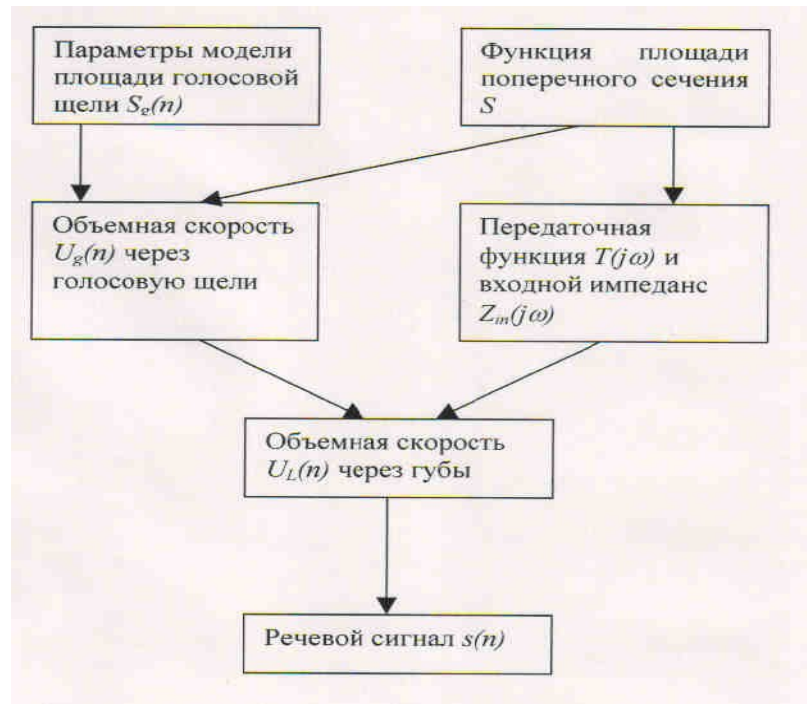 Параметры модели
площади голосовой
щели Sg(n)
Функция площади
поперечного сечения
S
Объемная скорость
Ug(n) через
голосовую щели
Передаточная
функция T(jω) и
входной импеданс
Zin(jω)
Объемная скорость
UL(n) через губы
Речевой сигнал s(n)